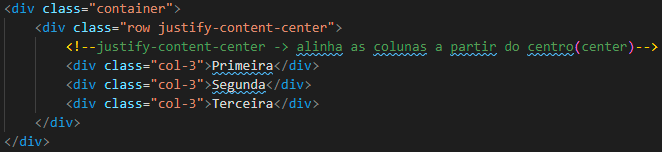 <div class="container">
<div class="row justify-content-center">
<!--justify-content-center -> alinha as colunas a partir do centro(center)-->
<div class="col-3">Primeira</div>
<div class="col-3">Segunda</div>
<div class="col-3">Terceira</div>
</div>
</div>